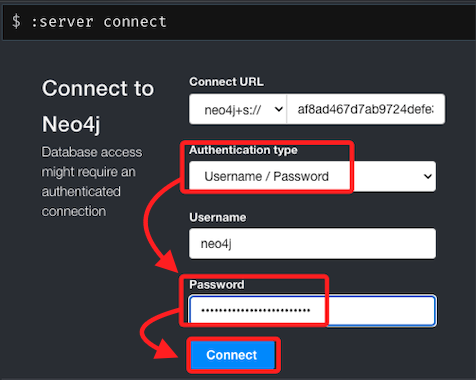 $ :server connect
Connect to
Neo4j
Database access
might require an
authenticated
connection
Connect URL
neo4j+s://
af8ad467d7ab9724defe
Authentication type
Username / Password
Username
neo4j
Password
Connect